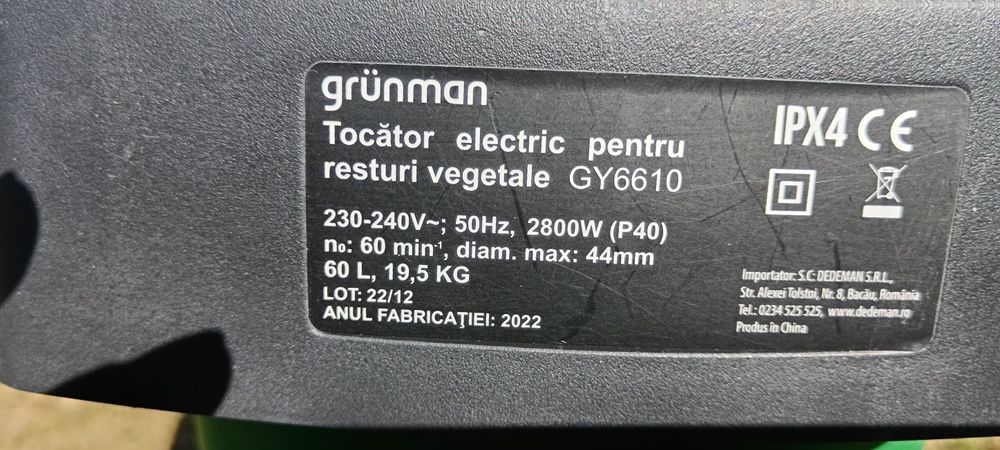 grünman
Tocător electric pentru
resturi vegetale GY6610
230-240V~; 50Hz, 2800W (P40)
n₀: 60 min⁻¹, diam. max: 44mm
60 L, 19,5 KG
LOT: 22/12
ANUL FABRICAŢIEI: 2022
IPX4 CE
Importator: S.C. DEDEMAN S.R.L.,
Str. Alexei Tolstoi, Nr. 8, Bacău, România
Tel.: 0234 525 525, www.dedeman.ro
Produs in China